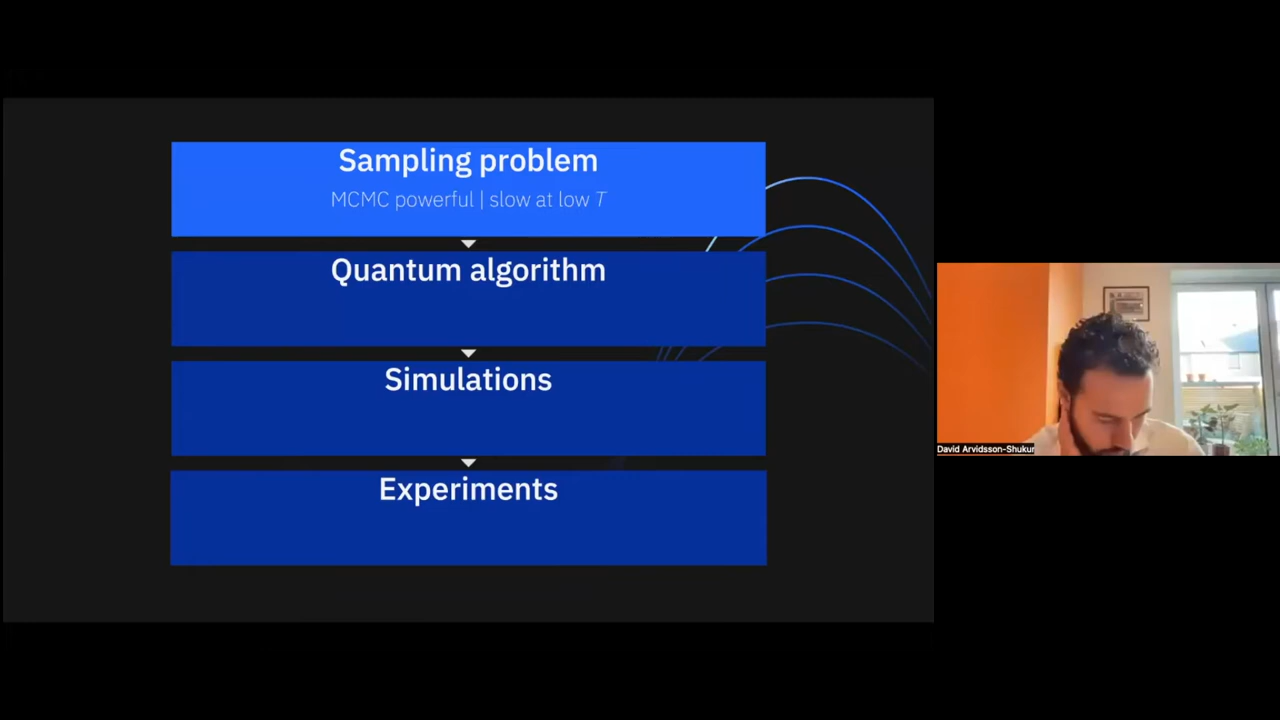 Sampling problem
MCMC powerful | slow at low T
Quantum algorithm
Simulations
Experiments
David Arvidsson-Shukur